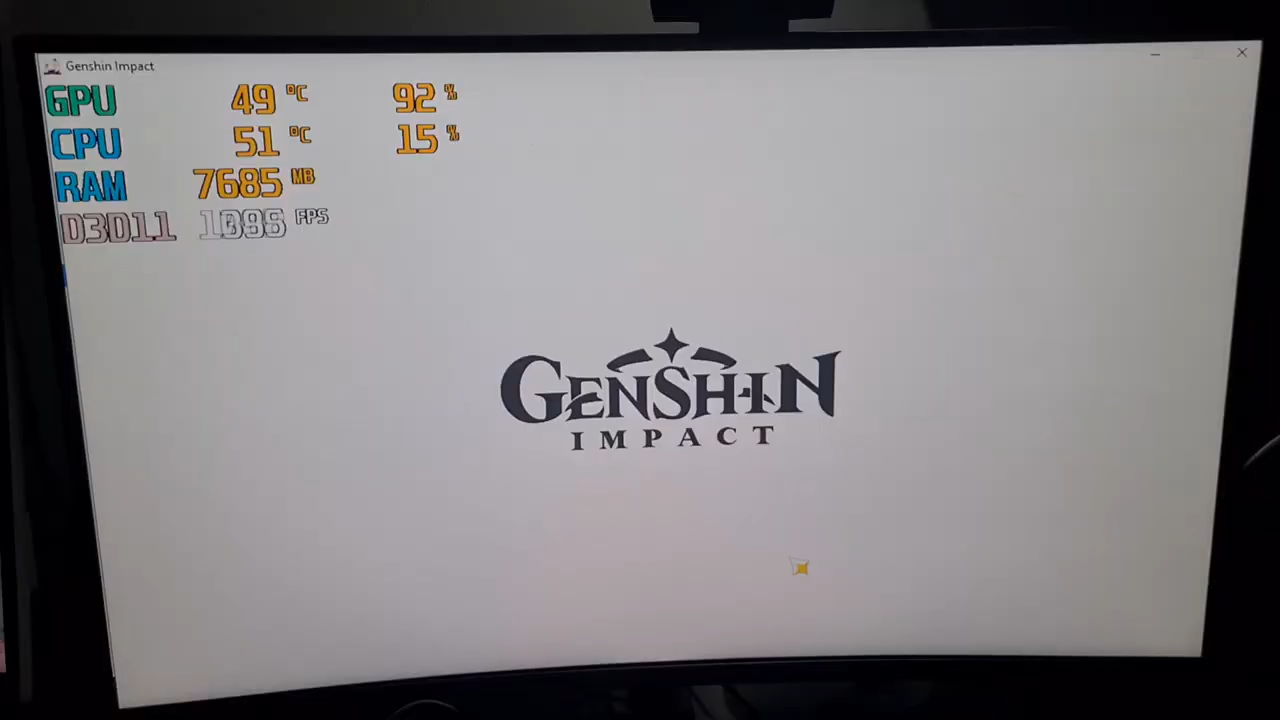 Genshin Impact
GPU 49 °C 92 %
CPU 51 °C 15 %
RAM 7685 MB
D3D11 FPS
GENSHIN
IMPACT